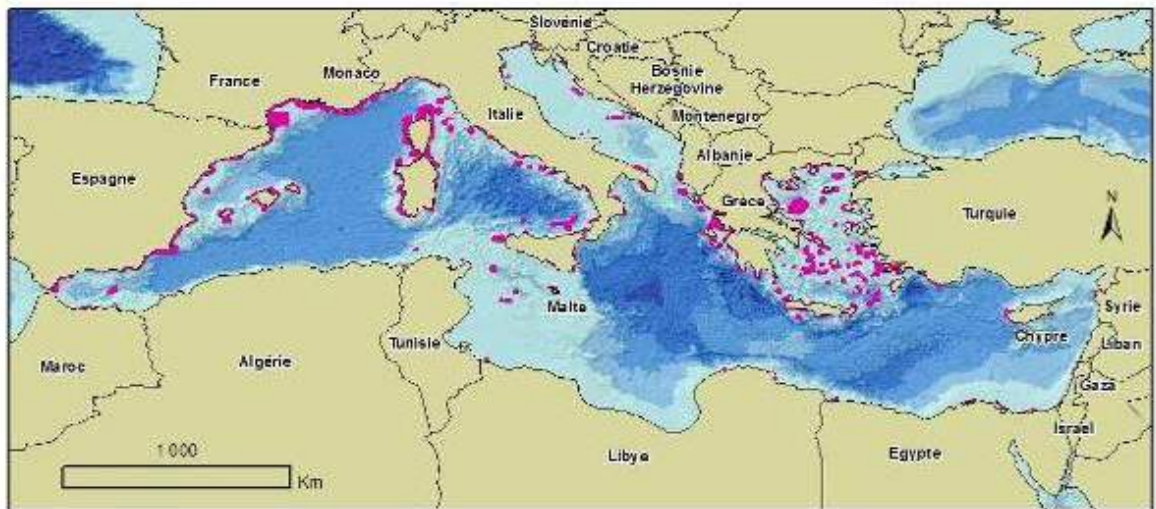 Slovénie
Croatie
France
Monaco
Bosnie
Herzegovine
Italie
Montenegro
Albanie
Espagne
Grèce
Turquie
N
Malte
Syrie
Chypre
Tunisie
Liban
Maroc
Algérie
Gaza
Israel
1 000
Libye
Egypte
Km